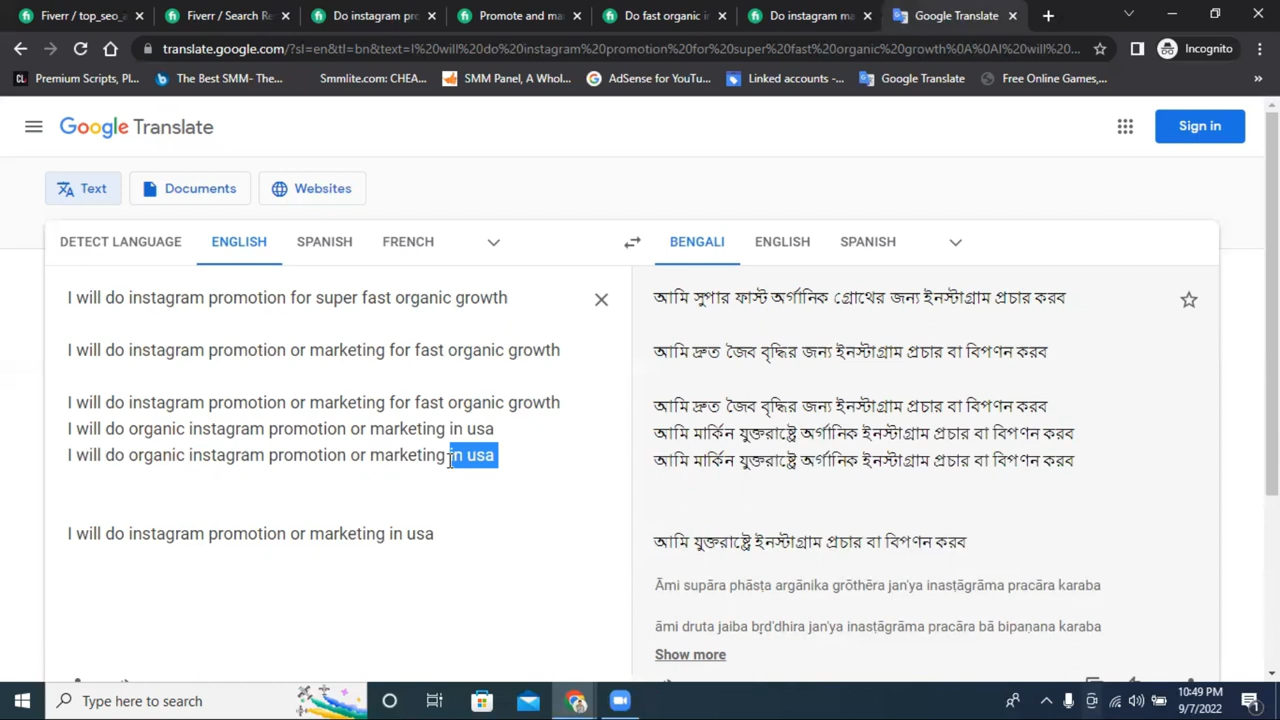 Fiverr / top_seo_
Fiverr / Search Re
Do instagram pro
Promote and ma
Do fast organic in
Do instagram ma
Google Translate
translate.google.com/?sl=en&tl=bn&text=I%20will%20do%20instagram%20promotion%20for%20super%20fast%20organic%20growth%0A%0AI%20will%20...
Incognito
Premium Scripts, Pl...
The Best SMM- The...
Smmlite.com: CHEA...
SMM Panel, A Whol...
AdSense for YouTu...
Linked accounts -...
Google Translate
Free Online Games,...
Google Translate
Sign in
Text
Documents
Websites
DETECT LANGUAGE
ENGLISH
SPANISH
FRENCH
BENGALI
ENGLISH
SPANISH
I will do instagram promotion for super fast organic growth
I will do instagram promotion or marketing for fast organic growth
I will do instagram promotion or marketing for fast organic growth
I will do organic instagram promotion or marketing in usa
I will do organic instagram promotion or marketing in usa
I will do instagram promotion or marketing in usa
আমি সুপার ফাস্ট অর্গানিক গ্রোথের জন্য ইনস্টাগ্রাম প্রচার করব
আমি দ্রুত জৈব বৃদ্ধির জন্য ইনস্টাগ্রাম প্রচার বা বিপণন করব
আমি দ্রুত জৈব বৃদ্ধির জন্য ইনস্টাগ্রাম প্রচার বা বিপণন করব
আমি মার্কিন যুক্তরাষ্ট্রে অর্গানিক ইনস্টাগ্রাম প্রচার বা বিপণন করব
আমি মার্কিন যুক্তরাষ্ট্রে অর্গানিক ইনস্টাগ্রাম প্রচার বা বিপণন করব
আমি যুক্তরাষ্ট্রে ইনস্টাগ্রাম প্রচার বা বিপণন করব
Āmi supāra phāsṭa argānika grōthēra jan'ya inasṭāgrāma pracāra karaba
āmi druta jaiba br̥d'dhira jan'ya inasṭāgrāma pracāra bā bipaṇana karaba
Show more
Type here to search
10:49 PM
9/7/2022
1